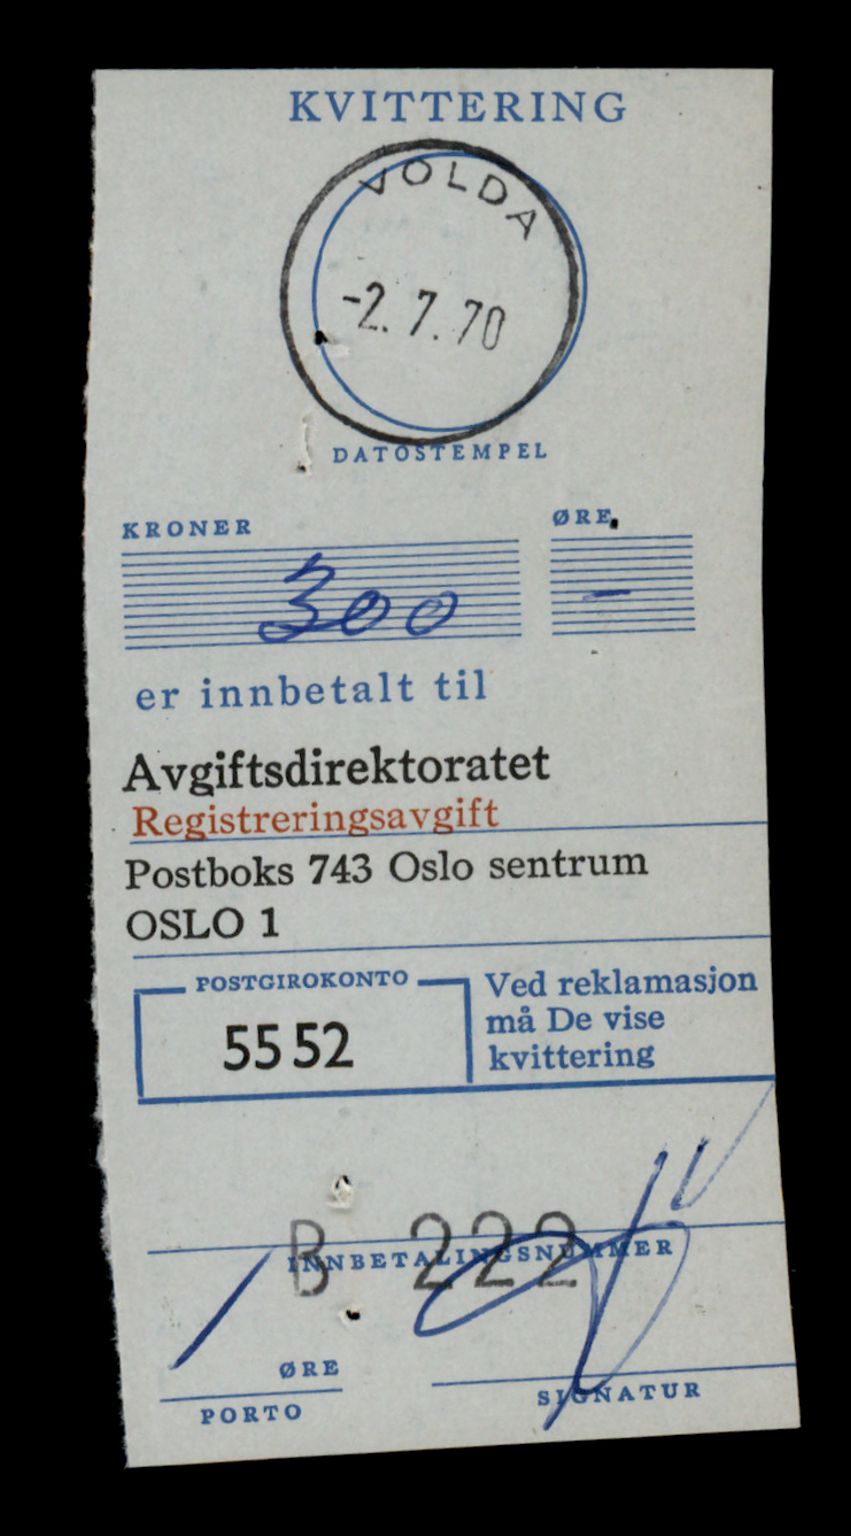 KVITTERING
VOLDA
-2.7.70
DATOSTEMPEL
KRONER ØRE
300 -
er innbetalt til
Avgiftsdirektoratet
Registreringsavgift
Postboks 743 Oslo sentrum
OSLO 1
POSTGIROKONTO
5552
Ved reklamasjon
må De vise
kvittering
B 222
INNBETALINGSNUMMER
ØRE
PORTO
SIGNATUR